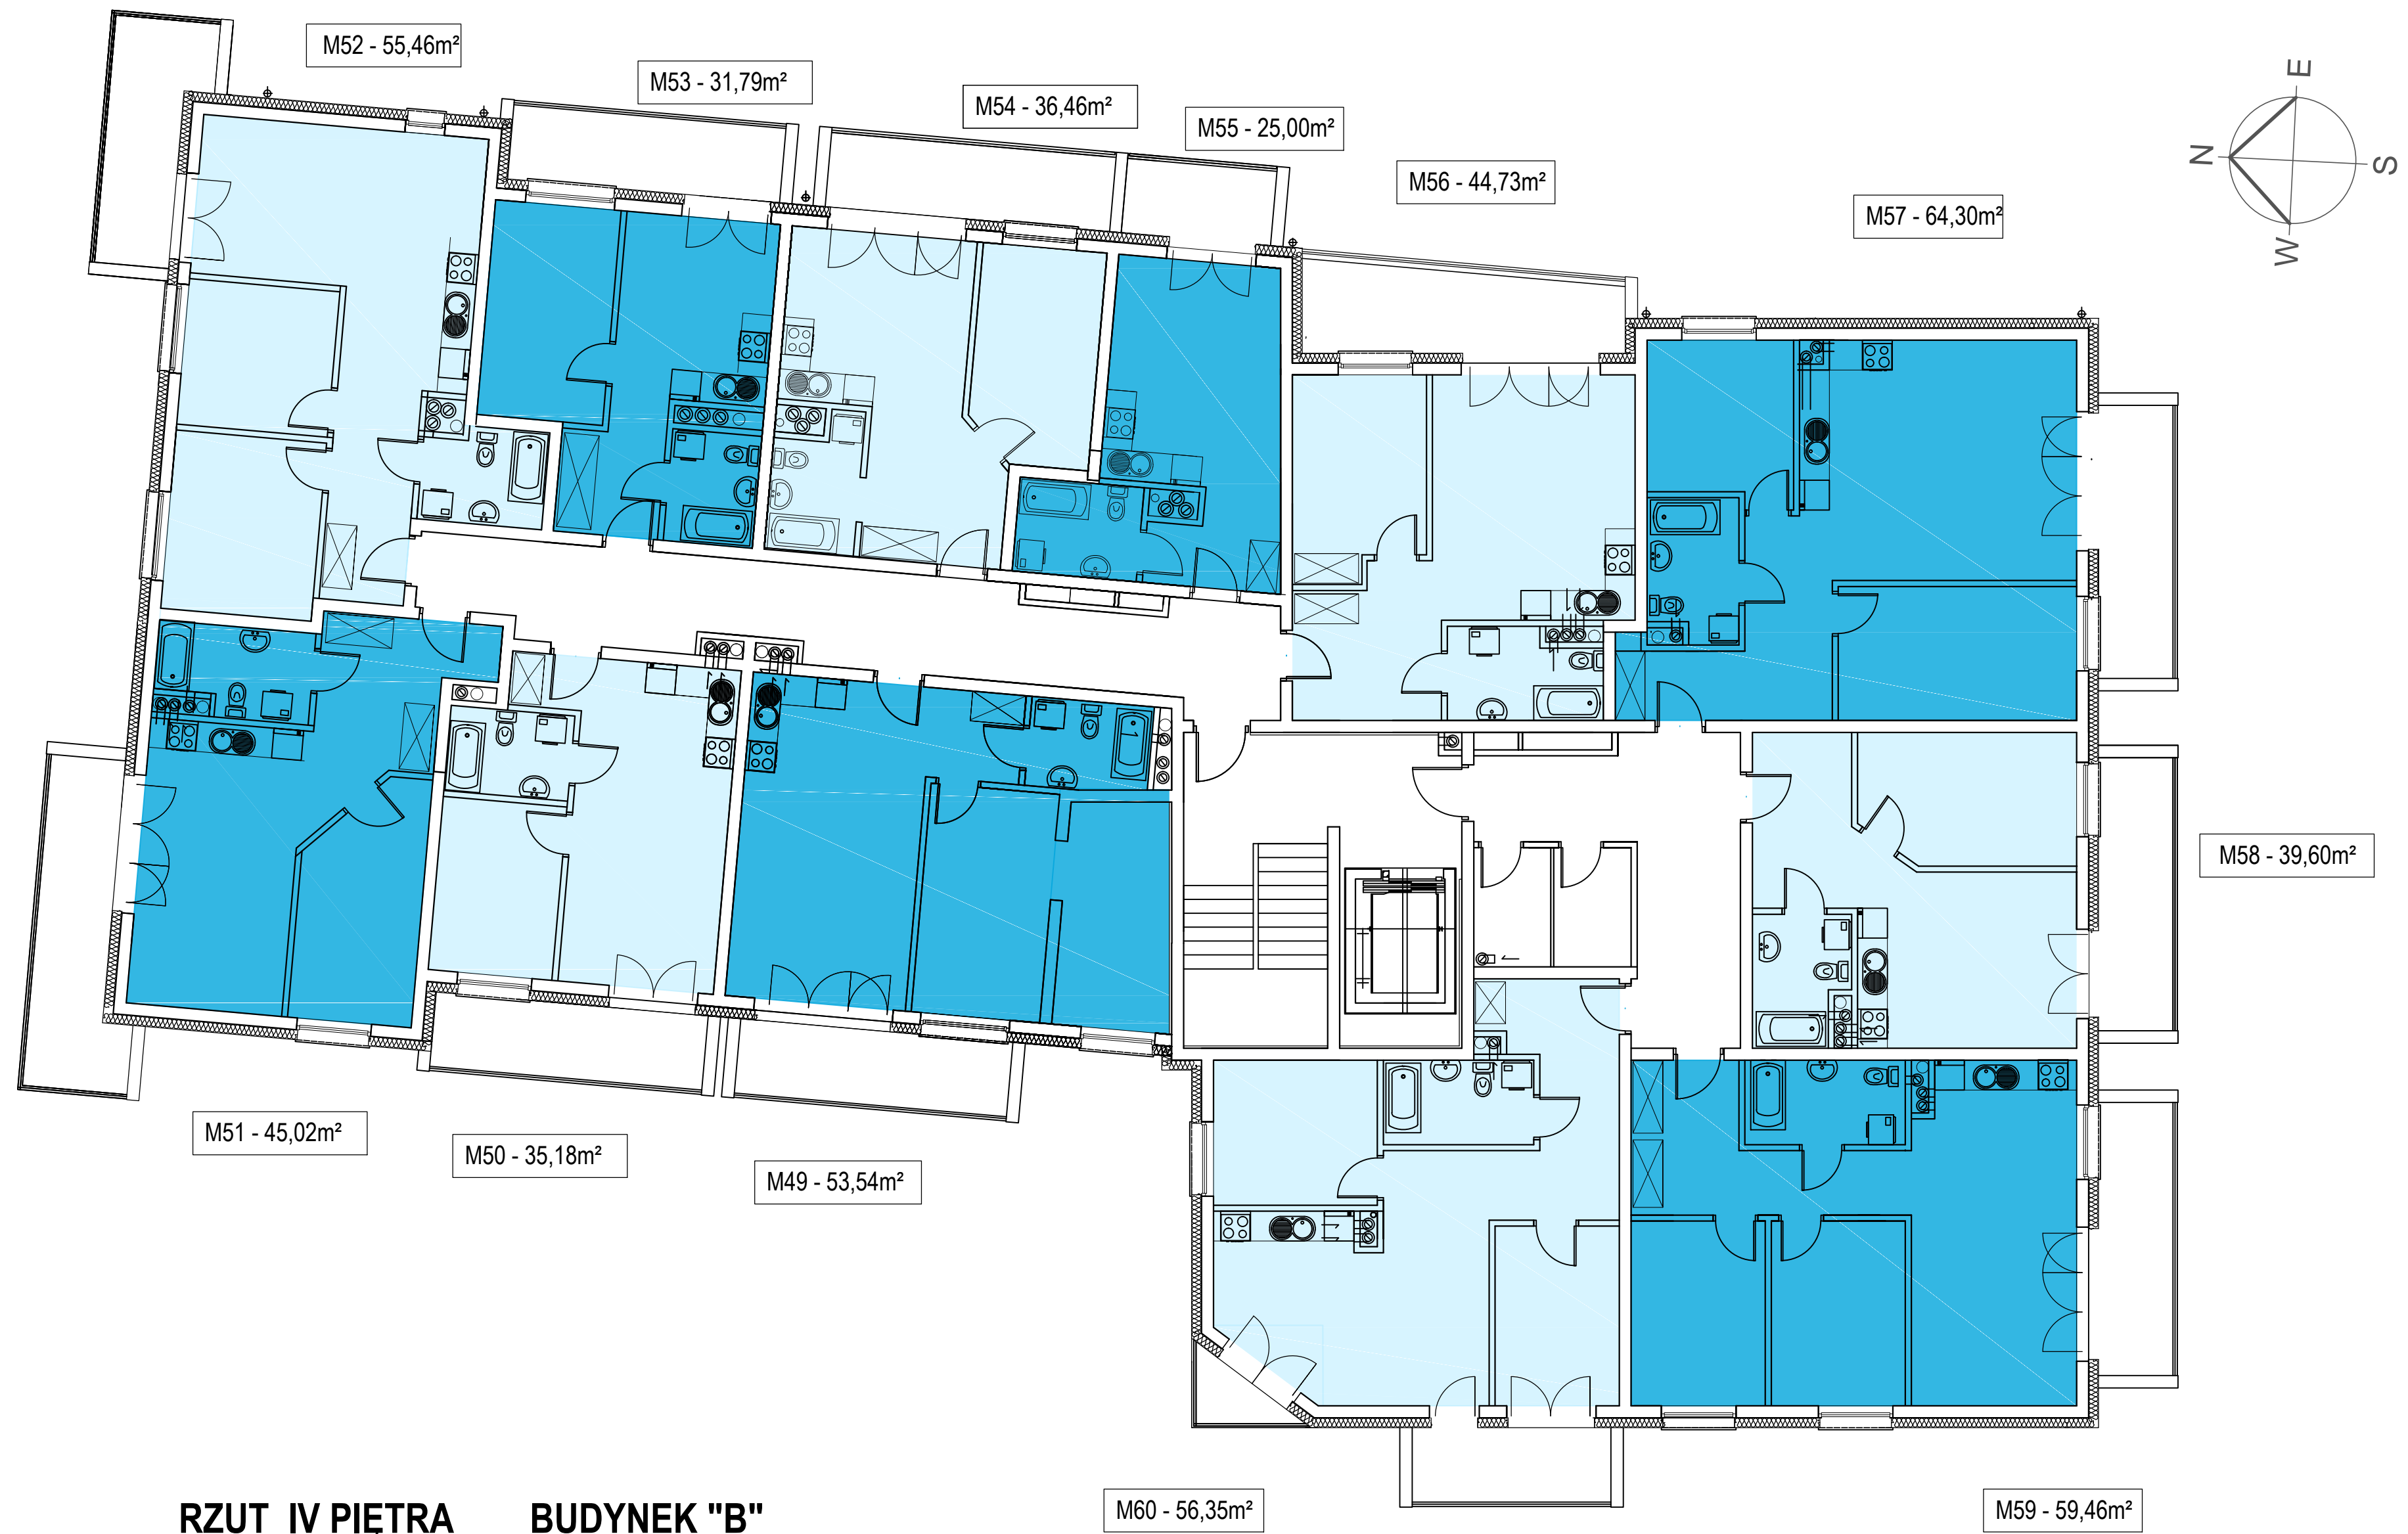 M52 - 55,46m²
M53 - 31,79m²
M54 - 36,46m²
M55 - 25,00m²
M56 - 44,73m²
M57 - 64,30m²
E
N
S
W
M58 - 39,60m²
M51 - 45,02m²
M50 - 35,18m²
M49 - 53,54m²
M60 - 56,35m²
M59 - 59,46m²
RZUT IV PIĘTRA BUDYNEK "B"